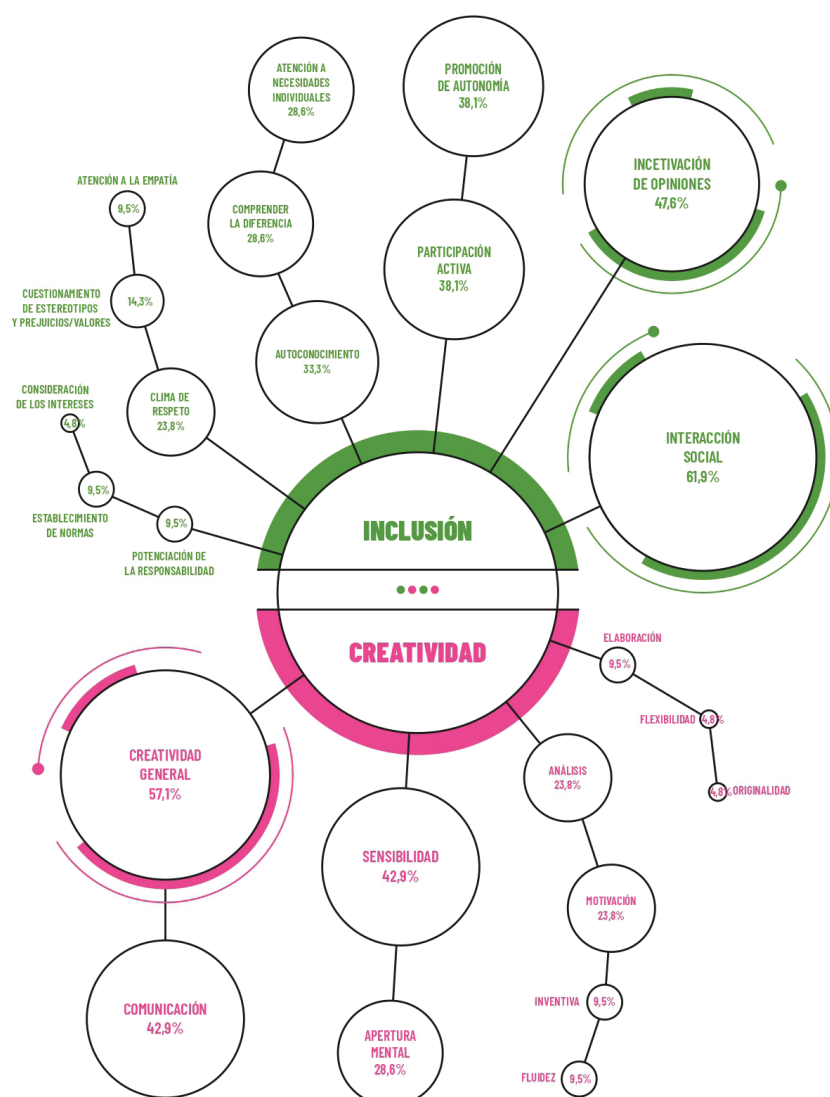 ATENCIÓN A
NECESIDADES
INDIVIDUALES
28,6%
PROMOCIÓN
DE AUTONOMÍA
38,1%
INCETIVACIÓN
DE OPINIONES
47,6%
ATENCIÓN A LA EMPATÍA
9,5%
COMPRENDER
LA DIFERENCIA
28,6%
PARTICIPACIÓN
ACTIVA
38,1%
CUESTIONAMIENTO
DE ESTEREOTIPOS
Y PREJUICIOS/VALORES
14,3%
AUTOCONOCIMIENTO
33,3%
CLIMA DE
RESPETO
23,8%
CONSIDERACIÓN
DE LOS INTERESES
4,8%
INTERACCIÓN
SOCIAL
61,9%
9,5%
ESTABLECIMIENTO
DE NORMAS
9,5%
POTENCIACIÓN DE
LA RESPONSABILIDAD
INCLUSIÓN
CREATIVIDAD
ELABORACIÓN
9,5%
FLEXIBILIDAD
4,8%
4,8%
ORIGINALIDAD
CREATIVIDAD
GENERAL
57,1%
ANÁLISIS
23,8%
SENSIBILIDAD
42,9%
MOTIVACIÓN
23,8%
COMUNICACIÓN
42,9%
INVENTIVA
9,5%
APERTURA
MENTAL
28,6%
FLUIDEZ
9,5%